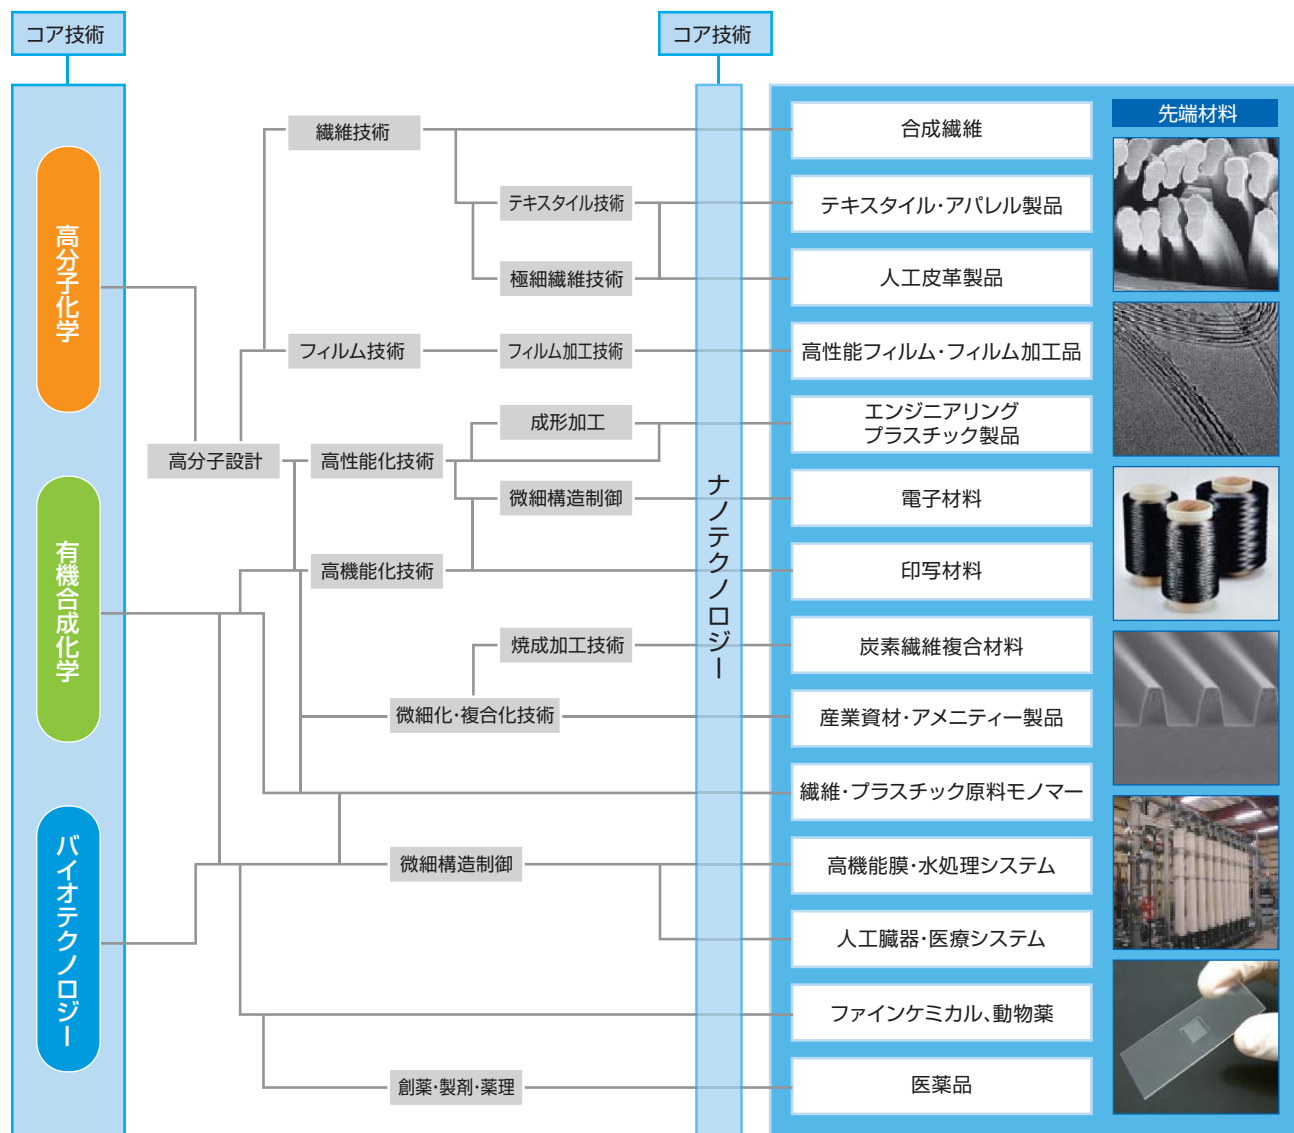 コア技術
コア技術
高分子化学
有機合成化学
バイオテクノロジー
繊維技術
テキスタイル技術
極細繊維技術
フィルム技術
フィルム加工技術
成形加工
高分子設計
高性能化技術
微細構造制御
高機能化技術
焼成加工技術
微細化・複合化技術
微細構造制御
創薬・製剤・薬理
ナノテクノロジー
合成繊維
テキスタイル・アパレル製品
人工皮革製品
高性能フィルム・フィルム加工品
エンジニアリング
プラスチック製品
電子材料
印写材料
炭素繊維複合材料
産業資材・アメニティー製品
繊維・プラスチック原料モノマー
高機能膜・水処理システム
人工臓器・医療システム
ファインケミカル、動物薬
医薬品
先端材料